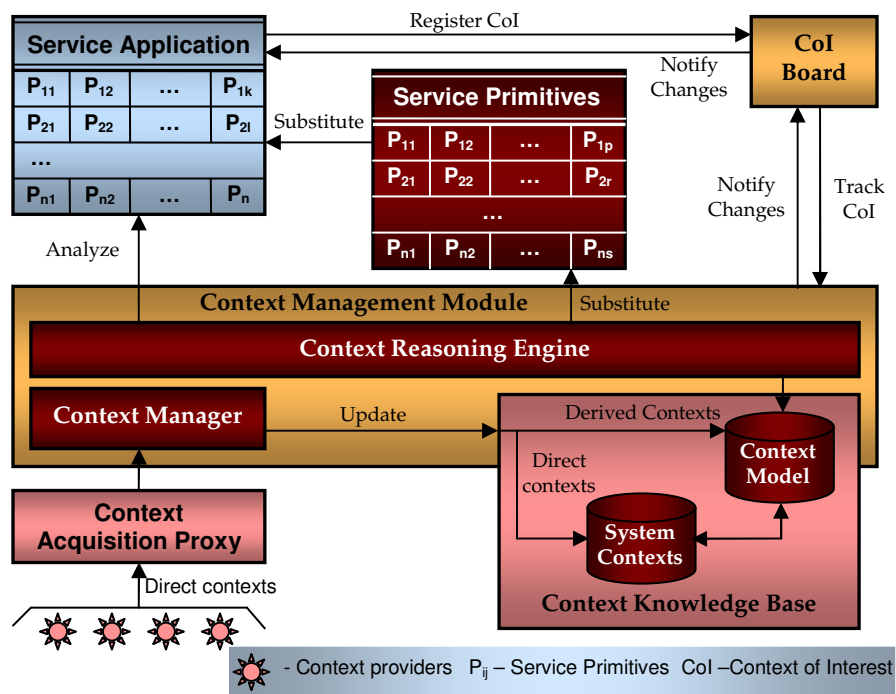 Service Application
P11 P12 ... P1k
P21 P22 ... P2l
...
Pn1 Pn2 ... Pn
Register CoI
Notify
Changes
CoI
Board
Substitute
Service Primitives
P11 P12 ... P1p
P21 P22 ... P2r
...
Pn1 Pn2 ... Pns
Notify
Changes
Track
CoI
Analyze
Substitute
Context Management Module
Context Reasoning Engine
Context Manager
Update
Derived Contexts
Direct
contexts
Context
Model
System
Contexts
Context Knowledge Base
Context
Acquisition Proxy
Direct contexts
- Context providers Pij – Service Primitives CoI –Context of Interest